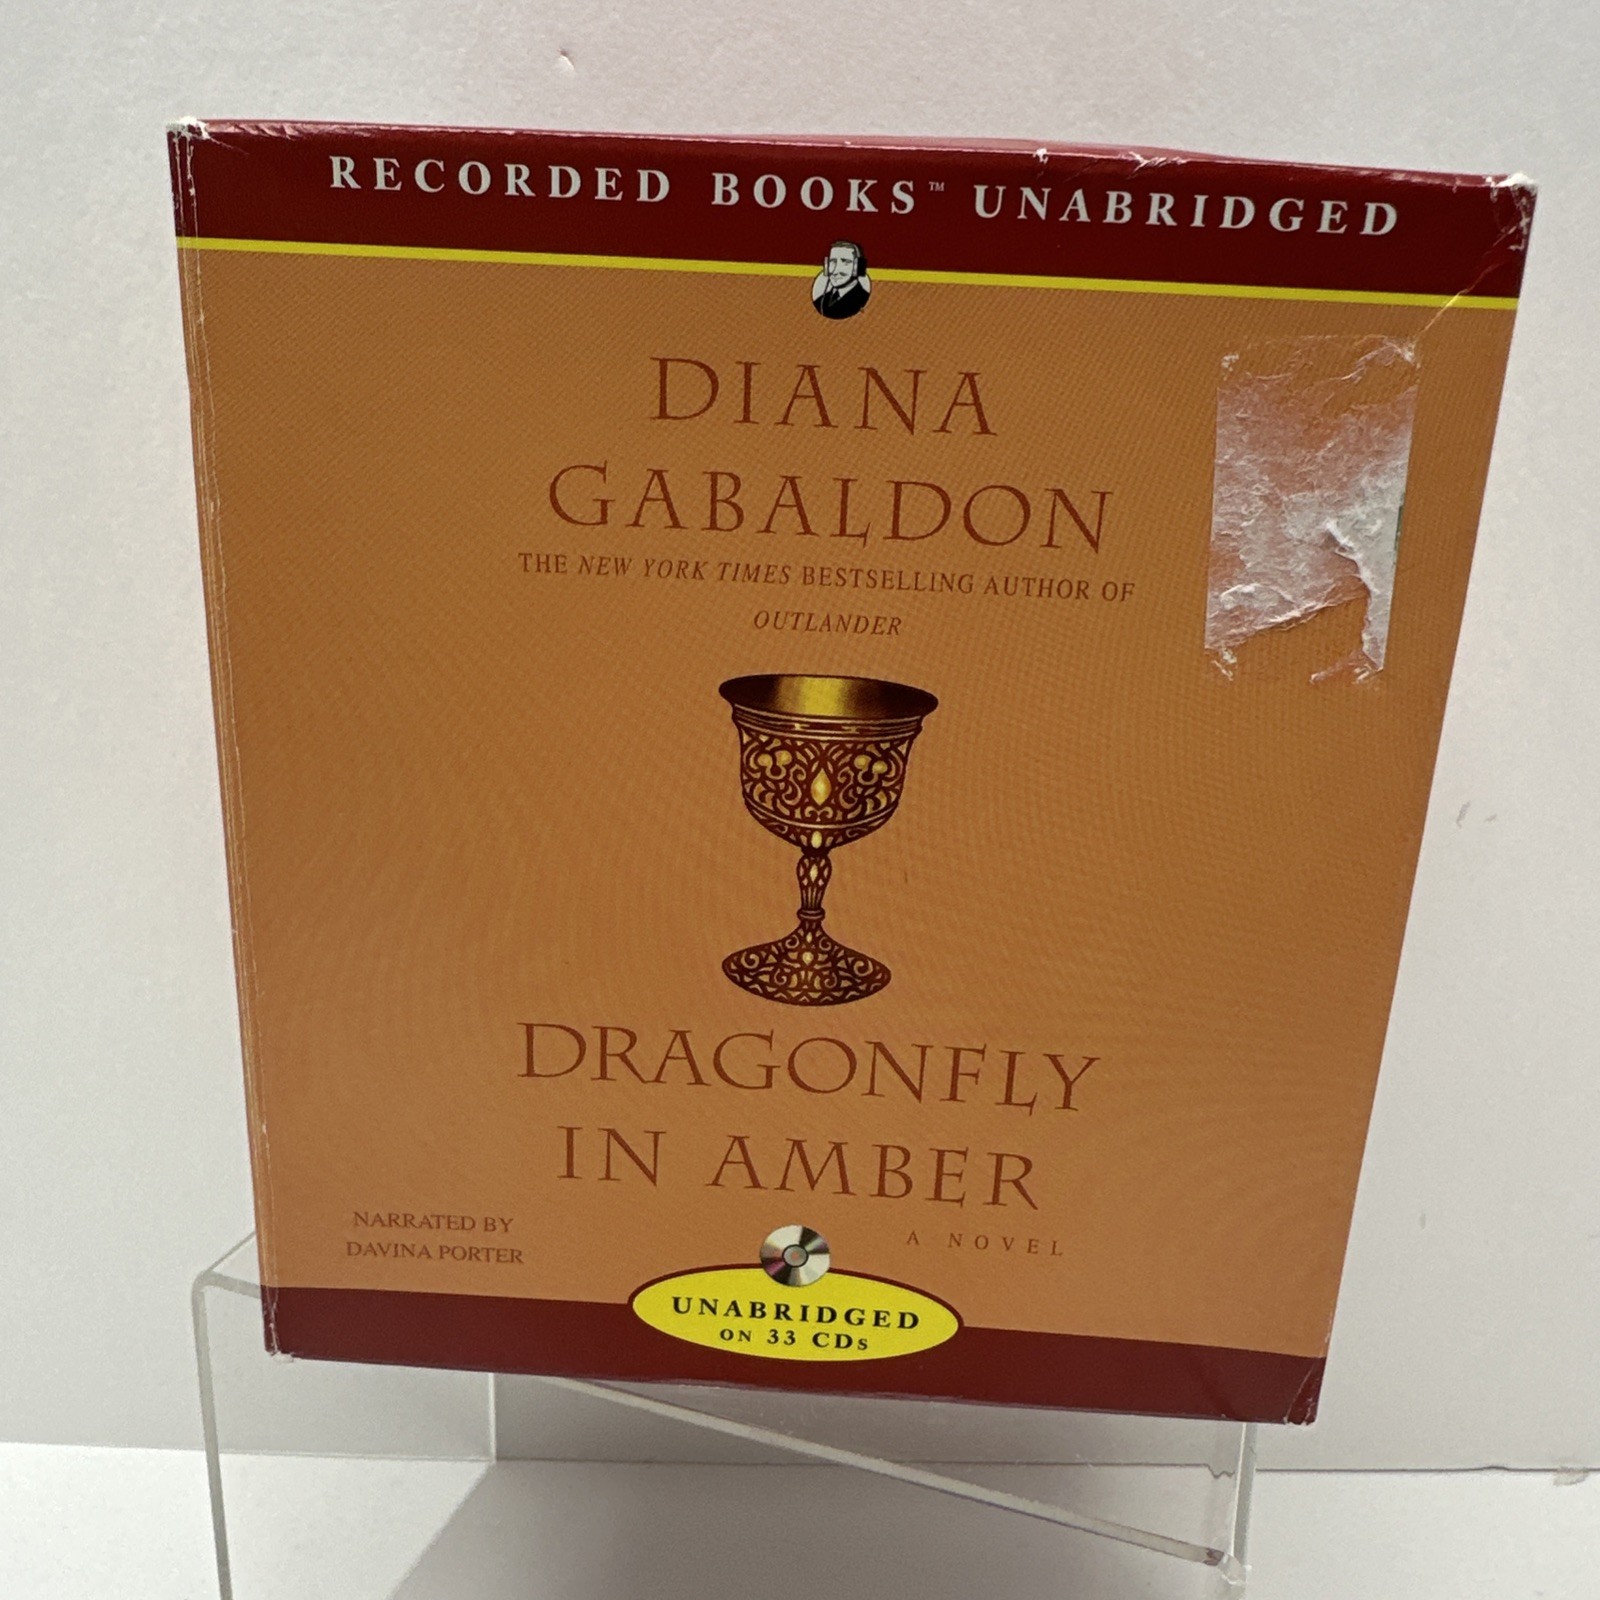 RECORDED BOOKS™ UNABRIDGED
DIANA
GABALDON
THE NEW YORK TIMES BESTSELLING AUTHOR OF
OUTLANDER
DRAGONFLY
IN AMBER
A NOVEL
NARRATED BY
DAVINA PORTER
UNABRIDGED
ON 33 CDs